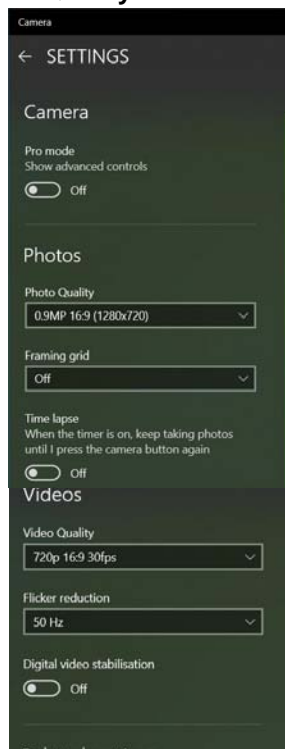 Camera
← SETTINGS
Camera
Pro mode
Show advanced controls
Off
Photos
Photo Quality
0.9MP 16:9 (1280x720)
Framing grid
Off
Time lapse
When the timer is on, keep taking photos
until I press the camera button again
Off
Videos
Video Quality
720p 16:9 30fps
Flicker reduction
50 Hz
Digital video stabilisation
Off